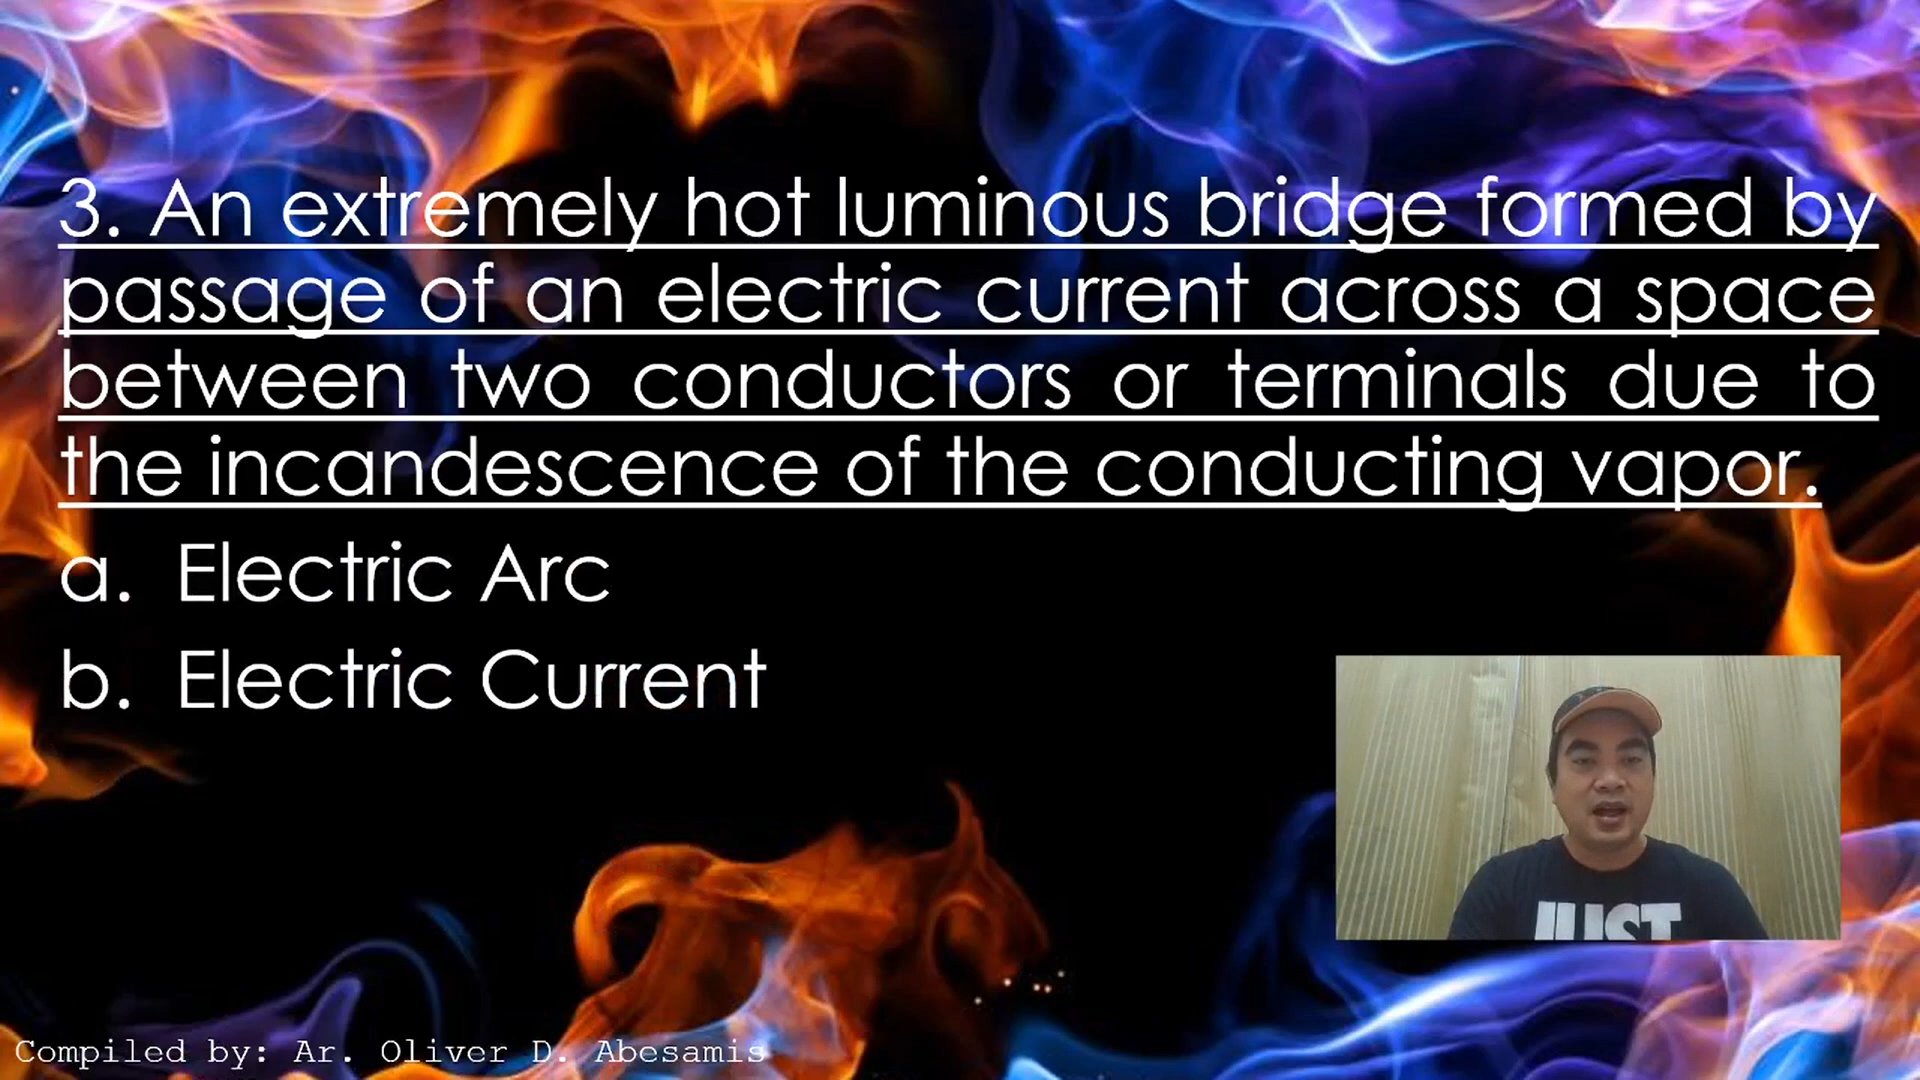 3. An extremely hot luminous bridge formed by
passage of an electric current across a space
between two conductors or terminals due to
the incandescence of the conducting vapor.
a. Electric Arc
b. Electric Current
JUST
Compiled by: Ar. Oliver D. Abesamis